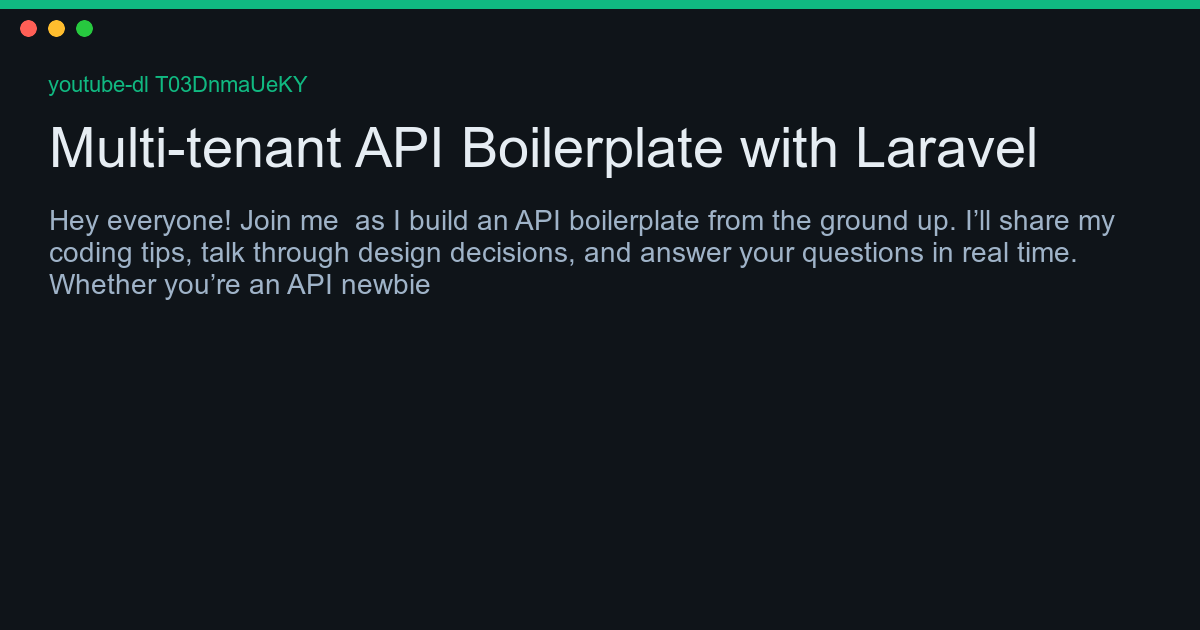 youtube-dl T03DnmaUeKY
Multi-tenant API Boilerplate with Laravel
Hey everyone! Join me  as I build an API boilerplate from the ground up. I’ll share my
coding tips, talk through design decisions, and answer your questions in real time.
Whether you’re an API newbie